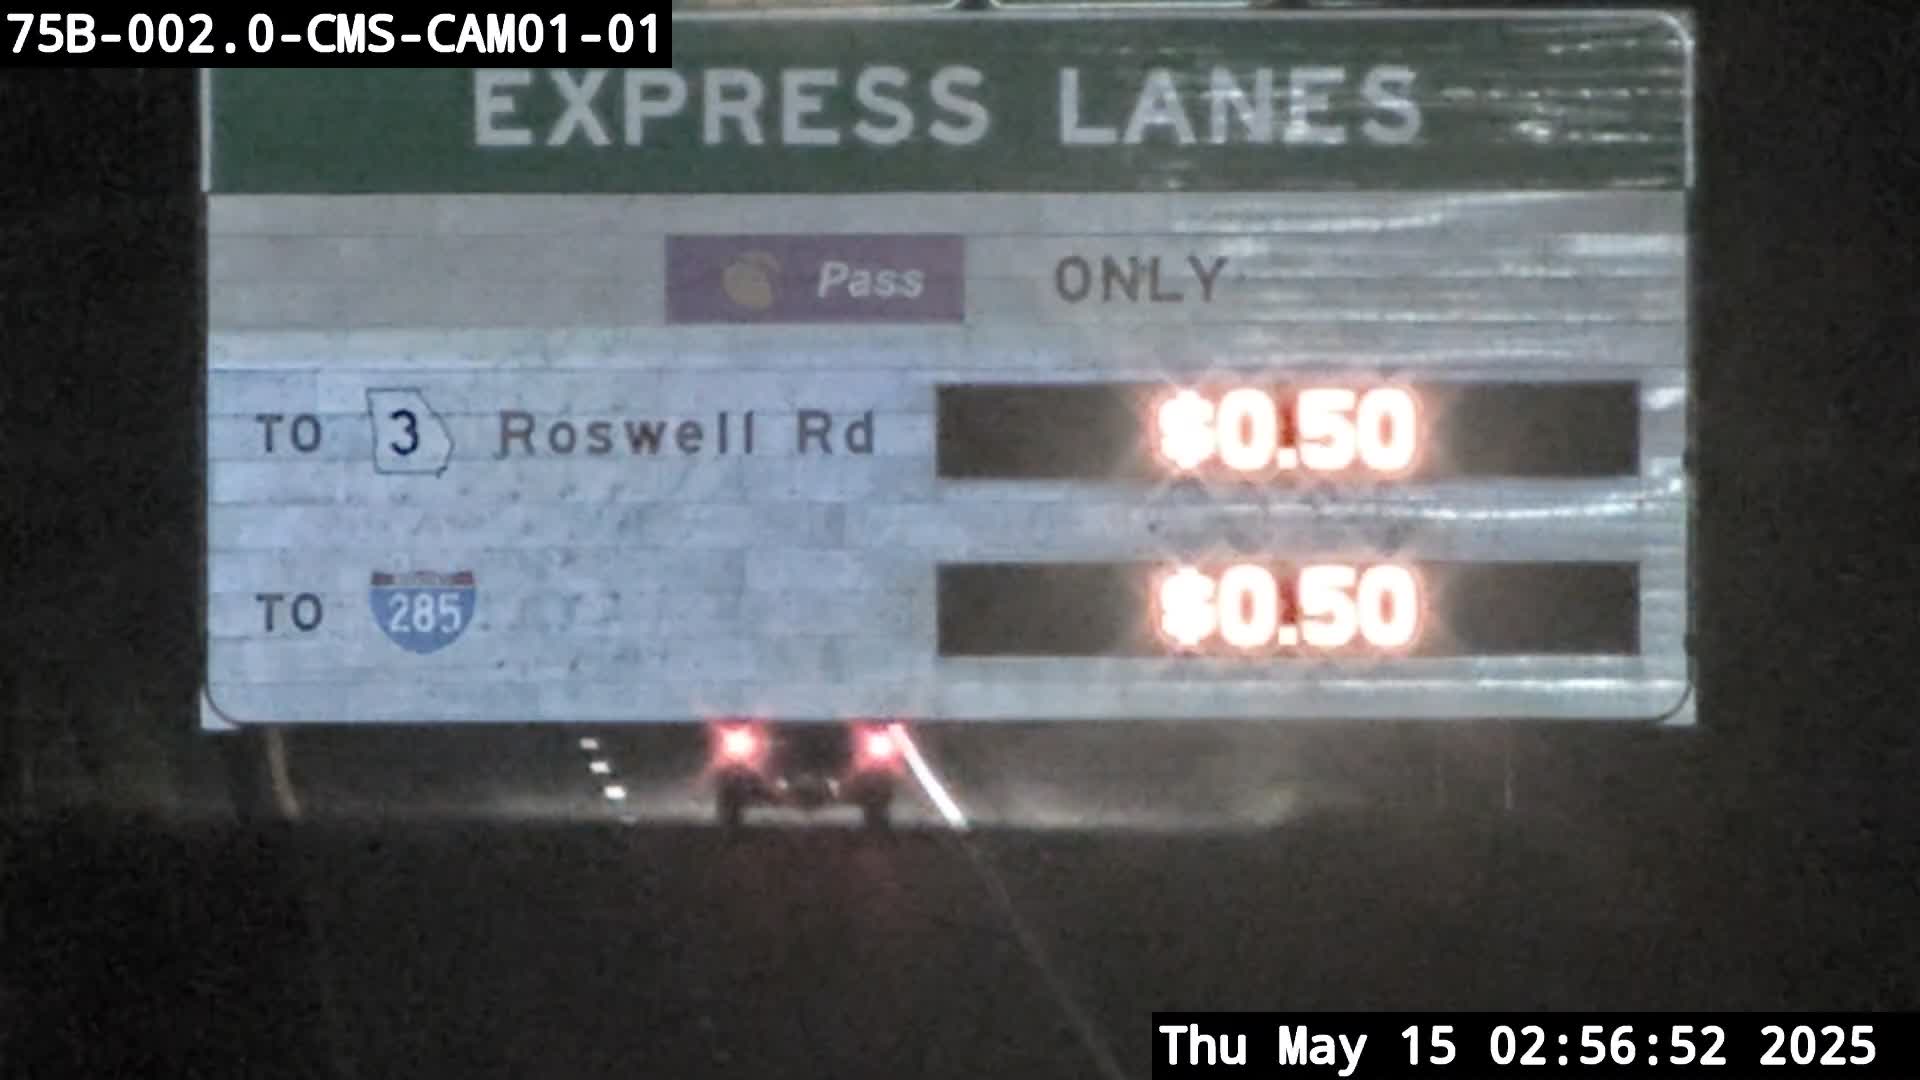 75B-002.0-CMS-CAM01-01
EXPRESS LANES
Pass ONLY
TO 3 Roswell Rd $0.50
TO 285 $0.50
Thu May 15 02:56:52 2025